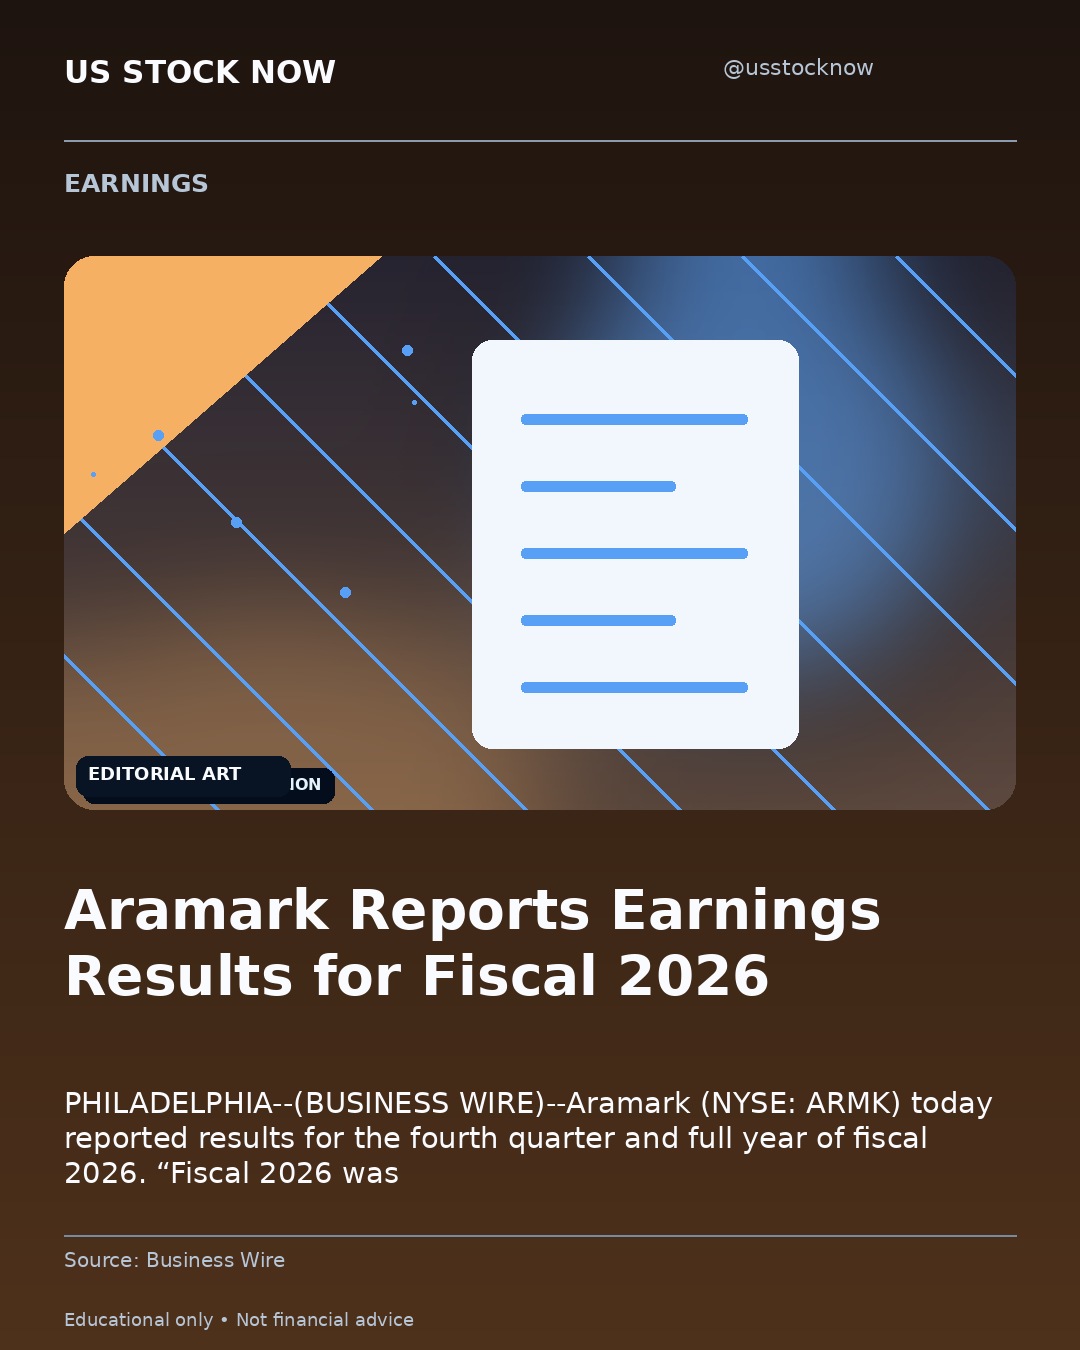 US STOCK NOW
@usstocknow
EARNINGS
EDITORIAL ART
Aramark Reports Earnings
Results for Fiscal 2026
PHILADELPHIA--(BUSINESS WIRE)--Aramark (NYSE: ARMK) today
reported results for the fourth quarter and full year of fiscal
2026. “Fiscal 2026 was
Source: Business Wire
Educational only • Not financial advice